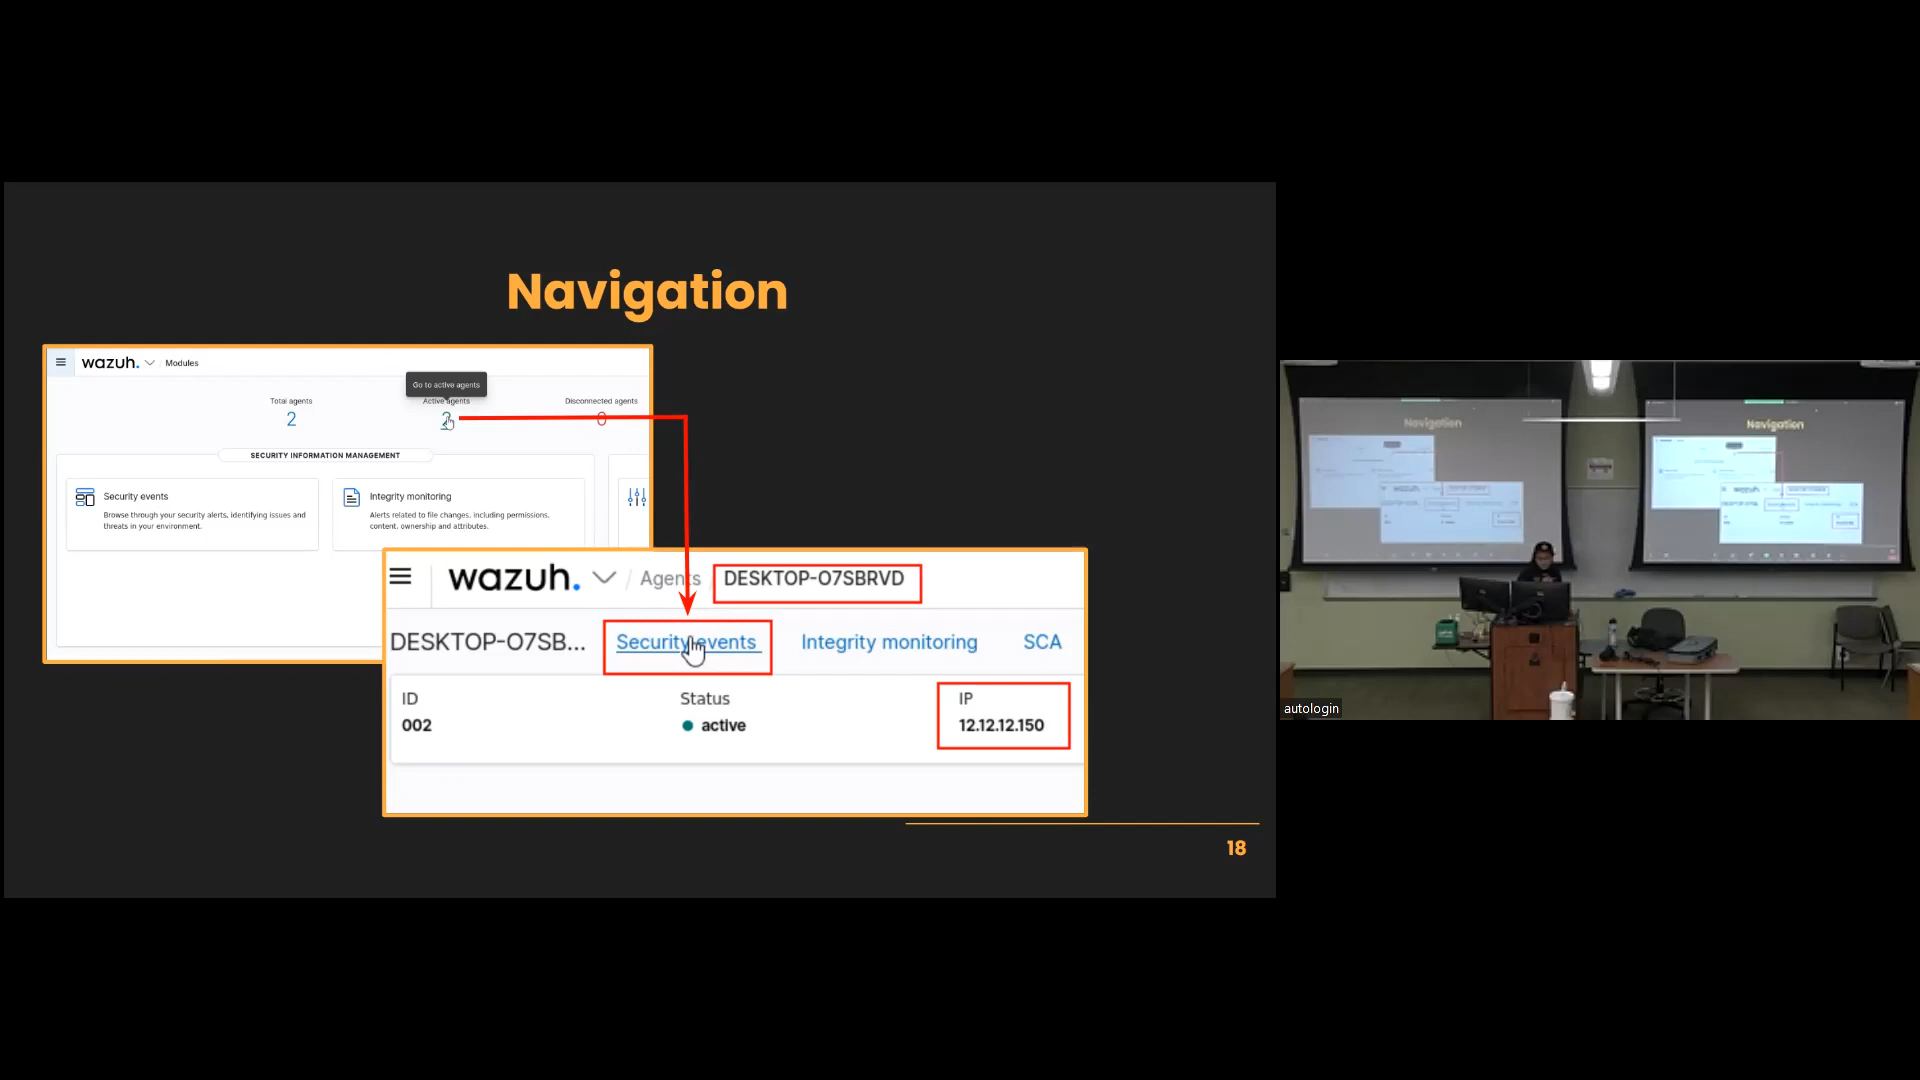 Navigation
wazuh. Modules
Go to active agents
Total agents
Active agents
Disconnected agents
2
2
0
SECURITY INFORMATION MANAGEMENT
Security events
Browse through your security alerts, identifying issues and
threats in your environment.
Integrity monitoring
Alerts related to file changes, including permissions,
content, ownership and attributes.
wazuh. / Agents DESKTOP-O7SBRVD
DESKTOP-O7SB... Security events Integrity monitoring SCA
ID
002
Status
active
IP
12.12.12.150
18
Navigation
Navigation
autologin